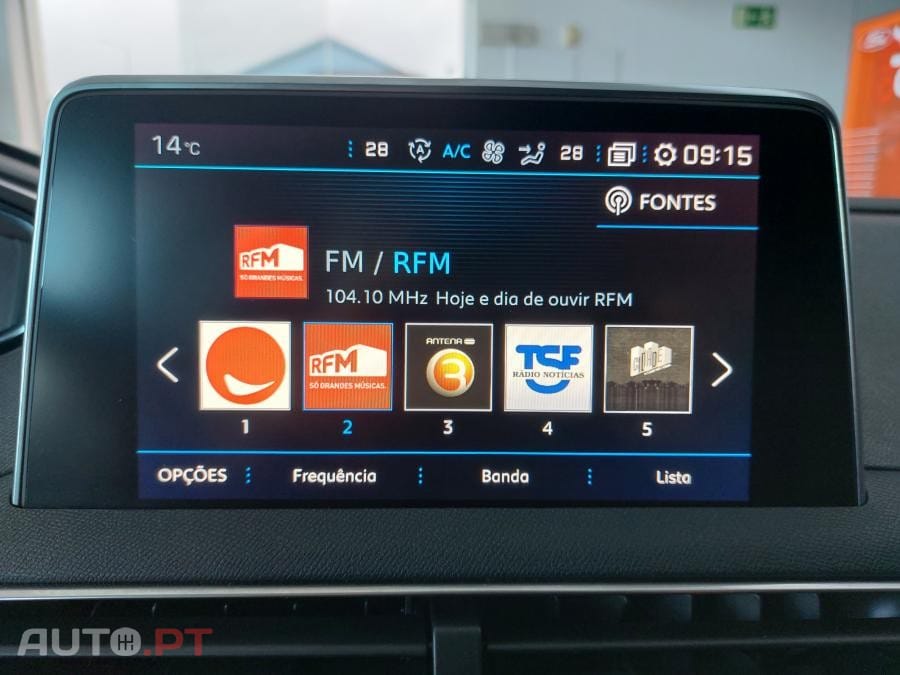 14°C
28
A/C
28
09:15
FONTES
RFM
SÓ GRANDES MÚSICAS.
FM / RFM
104.10 MHz Hoje e dia de ouvir RFM
RFM
SÓ GRANDES MÚSICAS.
ANTENA
3
TSF
RÁDIO NOTÍCIAS
CIDADE
1
2
3
4
5
OPÇÕES
Frequência
Banda
Lista
AUTO.PT